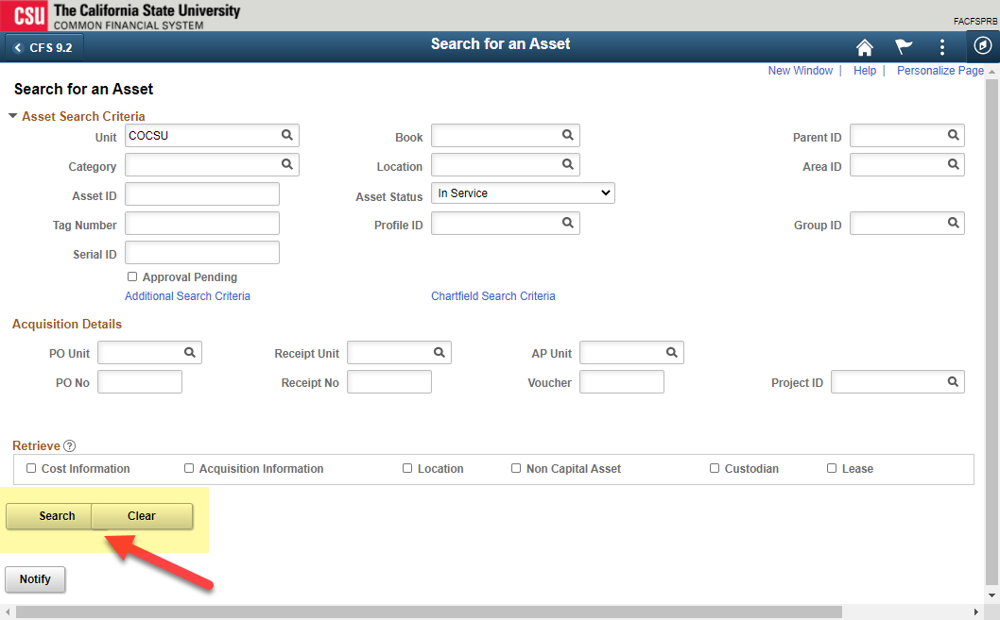 CSU The California State University
COMMON FINANCIAL SYSTEM
FACFSPRB
CFS 9.2 Search for an Asset
New Window | Help | Personalize Page
Search for an Asset
Asset Search Criteria
Unit COCSU Book Parent ID
Category Location Area ID
Asset ID Asset Status In Service
Tag Number Profile ID Group ID
Serial ID
Approval Pending
Additional Search Criteria Chartfield Search Criteria
Acquisition Details
PO Unit Receipt Unit AP Unit
PO No Receipt No Voucher Project ID
Retrieve ?
Cost Information Acquisition Information Location Non Capital Asset Custodian Lease
Search Clear
Notify